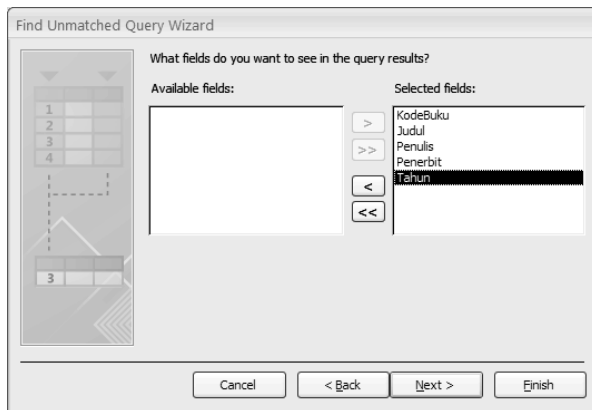 Find Unmatched Query Wizard
What fields do you want to see in the query results?
Available fields:
Selected fields:
1
2
3
4
3
>
>>
<
<<
KodeBuku
Judul
Penulis
Penerbit
Tahun
Cancel
< Back
Next >
Finish